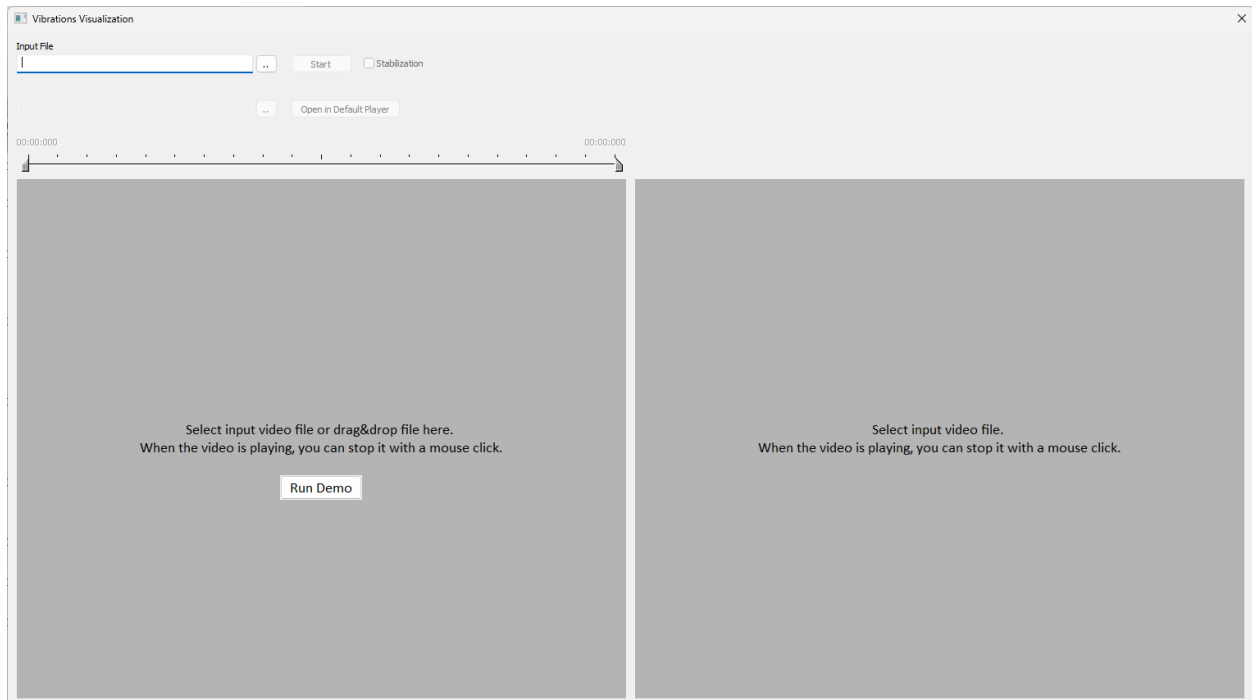 Vibrations Visualization
Input File
.. Start Stabilization
.. Open in Default Player
00:00:000 00:00:000
Select input video file or drag&drop file here.
When the video is playing, you can stop it with a mouse click.
Run Demo
Select input video file.
When the video is playing, you can stop it with a mouse click.